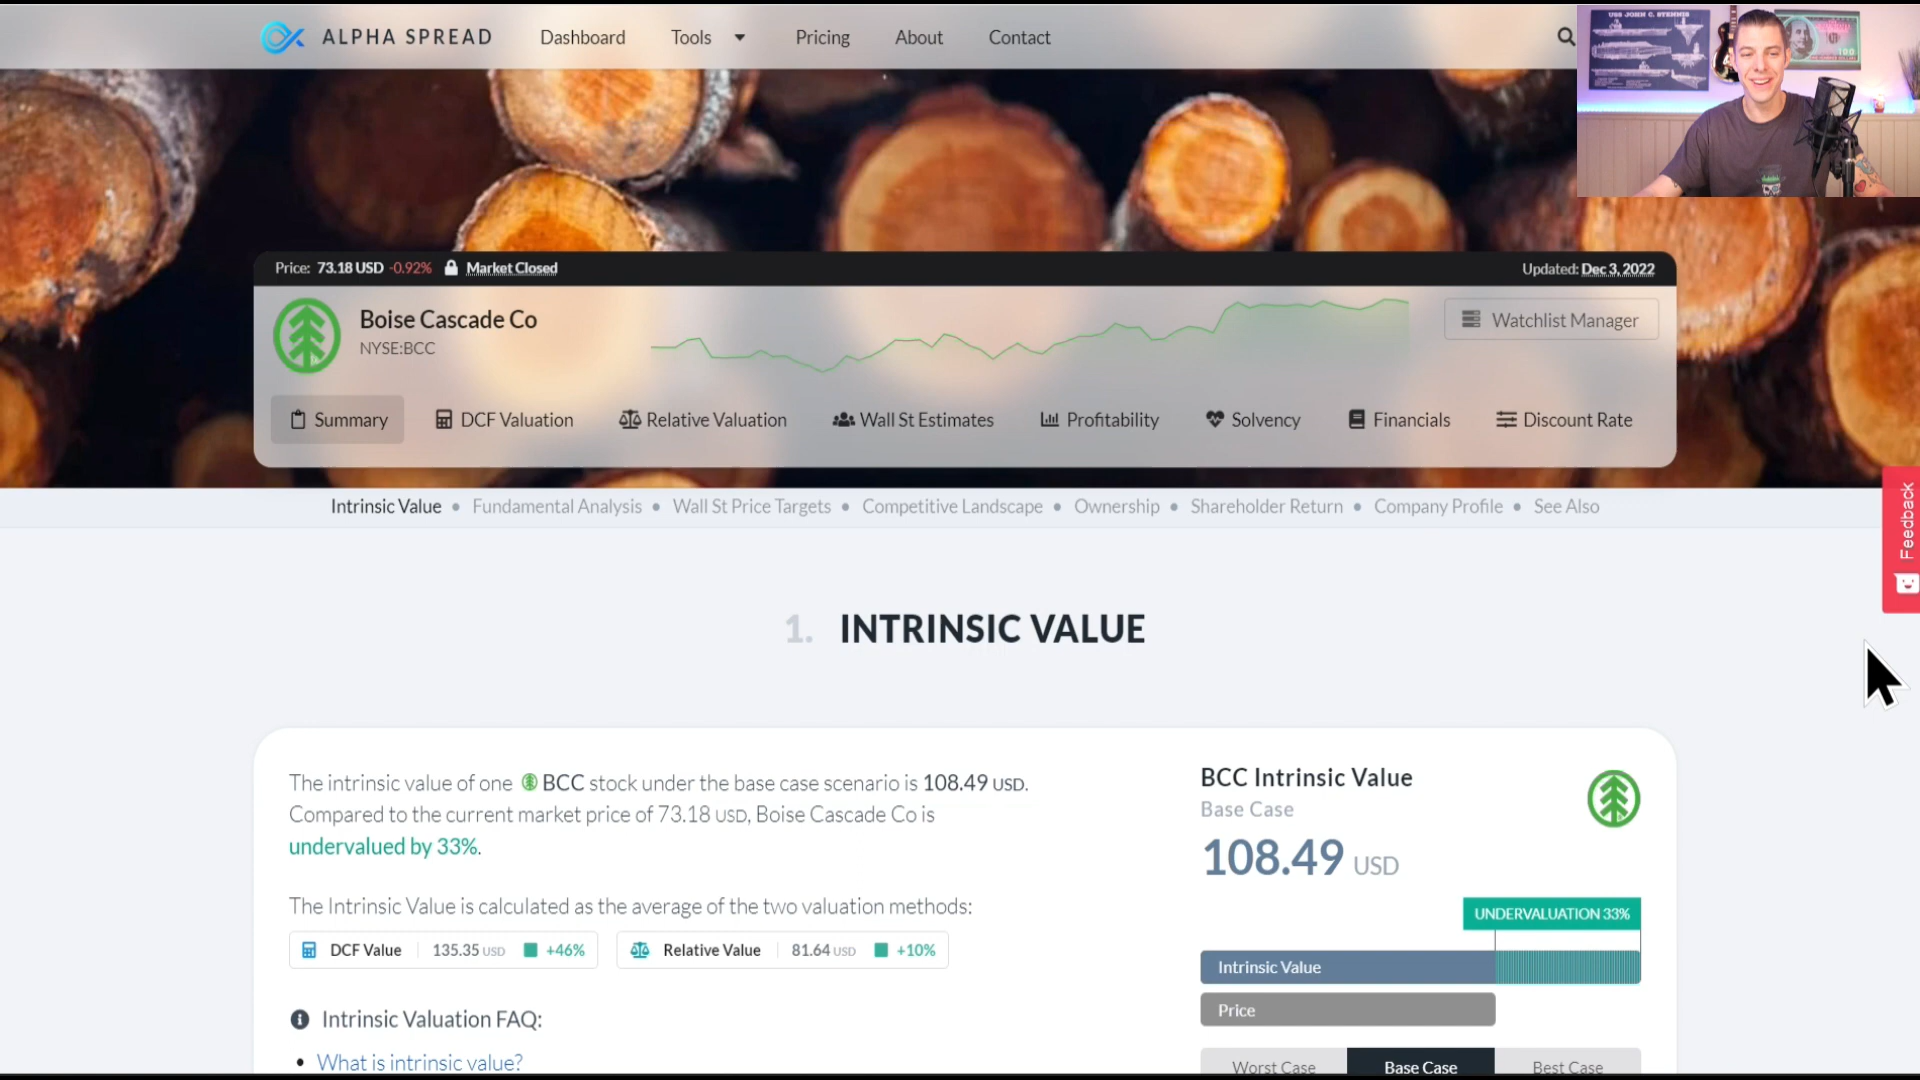 ALPHA SPREAD
Dashboard
Tools
Pricing
About
Contact
USS JOHN C. STENNIS
100
Price: 73.18 USD -0.92% Market Closed
Updated: Dec 3, 2022
Boise Cascade Co
NYSE:BCC
Watchlist Manager
Summary
DCF Valuation
Relative Valuation
Wall St Estimates
Profitability
Solvency
Financials
Discount Rate
Intrinsic Value • Fundamental Analysis • Wall St Price Targets • Competitive Landscape • Ownership • Shareholder Return • Company Profile • See Also
Feedback
1. INTRINSIC VALUE
The intrinsic value of one BCC stock under the base case scenario is 108.49 USD.
Compared to the current market price of 73.18 USD, Boise Cascade Co is
undervalued by 33%.
The Intrinsic Value is calculated as the average of the two valuation methods:
DCF Value 135.35 USD +46%
Relative Value 81.64 USD +10%
Intrinsic Valuation FAQ:
• What is intrinsic value?
BCC Intrinsic Value
Base Case
108.49 USD
UNDERVALUATION 33%
Intrinsic Value
Price
Worst Case
Base Case
Best Case